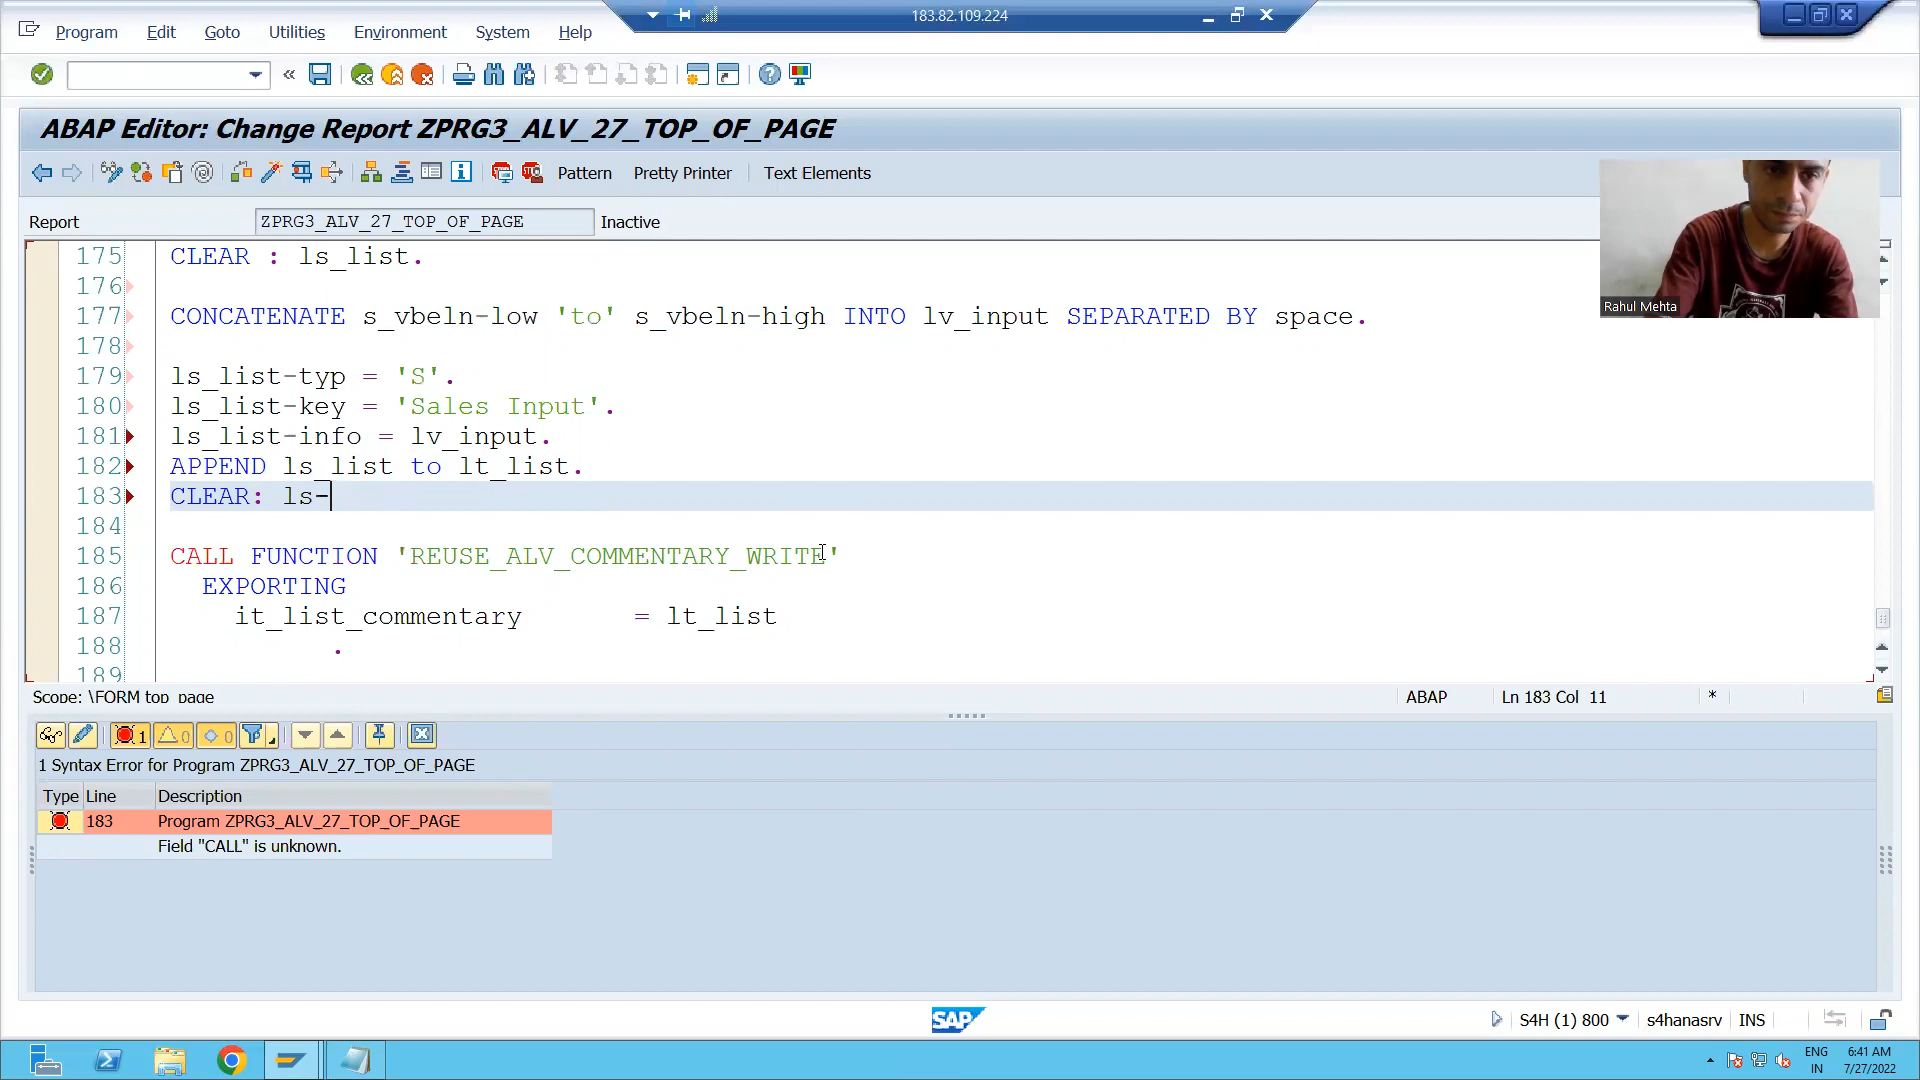 183.82.109.224
Program Edit Goto Utilities Environment System Help
ABAP Editor: Change Report ZPRG3_ALV_27_TOP_OF_PAGE
Pattern Pretty Printer Text Elements
Report ZPRG3_ALV_27_TOP_OF_PAGE Inactive
Rahul Mehta
175 CLEAR : ls_list.
176
177 CONCATENATE s_vbeln-low 'to' s_vbeln-high INTO lv_input SEPARATED BY space.
178
179 ls_list-typ = 'S'.
180 ls_list-key = 'Sales Input'.
181 ls_list-info = lv_input.
182 APPEND ls_list to lt_list.
183 CLEAR: ls-
184
185 CALL FUNCTION 'REUSE_ALV_COMMENTARY_WRITE'
186 EXPORTING
187 it_list_commentary = lt_list
188 .
189
Scope: \FORM top_page ABAP Ln 183 Col 11 *
1 0 0
1 Syntax Error for Program ZPRG3_ALV_27_TOP_OF_PAGE
Type Line Description
183 Program ZPRG3_ALV_27_TOP_OF_PAGE
Field "CALL" is unknown.
SAP S4H (1) 800 s4hanasrv INS
ENG 6:41 AM
IN 7/27/2022